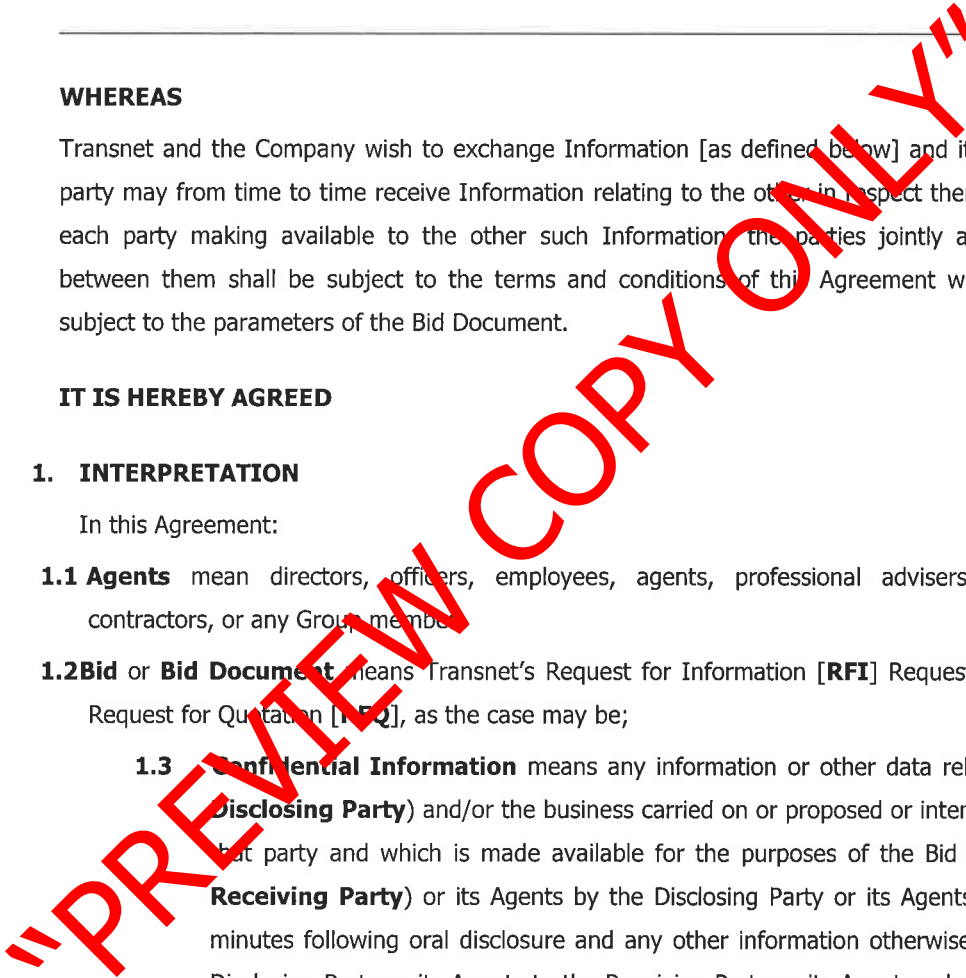 WHEREAS
Transnet and the Company wish to exchange Information [as defined below] and
party may from time to time receive Information relating to the other in respect
each party making available to the other such Information, the parties jointly
between them shall be subject to the terms and conditions of this Agreement
subject to the parameters of the Bid Document.
IT IS HEREBY AGREED
1. INTERPRETATION
In this Agreement:
1.1 Agents mean directors, officers, employees, agents, professional advisers
contractors, or any Group member
1.2Bid or Bid Document means Transnet's Request for Information [RFI] Reques
Request for Quotation [RFQ], as the case may be;
1.3 Confidential Information means any information or other data rel
Disclosing Party) and/or the business carried on or proposed or inter
that party and which is made available for the purposes of the Bid
Receiving Party) or its Agents by the Disclosing Party or its Agents
minutes following oral disclosure and any other information otherwise
"PREVIEW COPY ONLY"